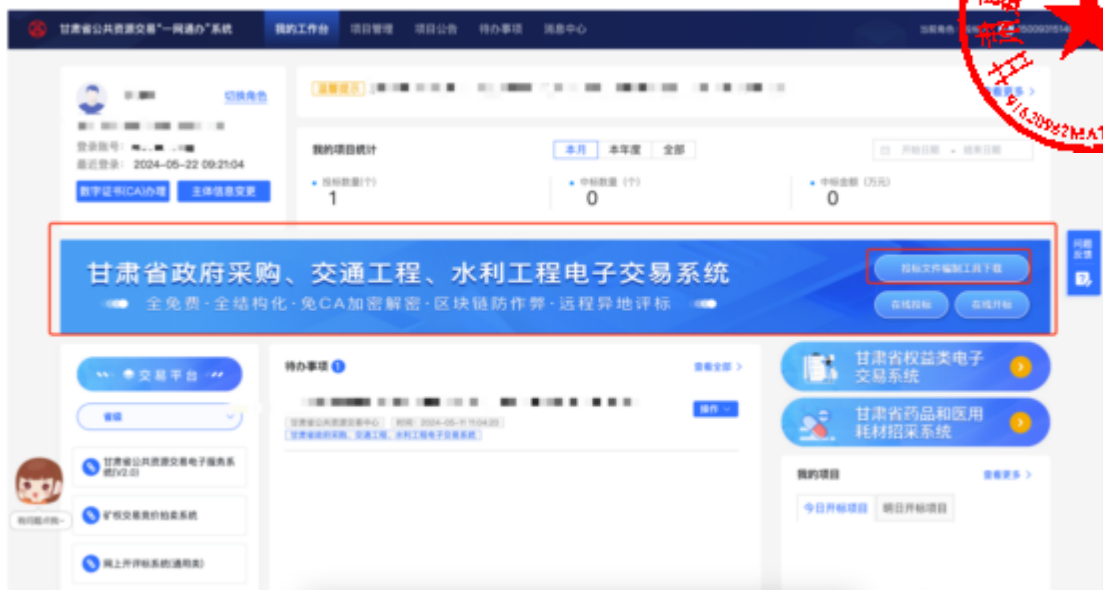 甘肃省公共资源交易“一网通办”系统
我的工作台 项目管理 项目公告 待办事项 消息中心
当前角色
切换角色
温馨提示
查看更多 >
登录账号:
最近登录: 2024-05-22 09:21:04
数字证书(CA)办理 主体信息变更
我的项目统计
本月 本年度 全部
开始日期 - 结束日期
投标数量(个)
1
中标数量 (个)
0
中标金额 (万元)
0
问题反馈
甘肃省政府采购、交通工程、水利工程电子交易系统
全免费·全结构化·免CA加密解密·区块链防作弊·远程异地评标
投标文件编制工具下载
在线投标 在线开标
交易平台
省级
甘肃省公共资源交易电子服务系
统(V2.0)
矿权交易竞价拍卖系统
网上开评标系统(通用类)
有问题点我~
待办事项 1
查看全部 >
操作
甘肃省公共资源交易中心 时间: 2024-05-11 11:04:23
甘肃省政府采购、交通工程、水利工程电子交易系统
甘肃省权益类电子
交易系统
甘肃省药品和医用
耗材招采系统
我的项目
查看更多 >
今日开标项目 明日开标项目